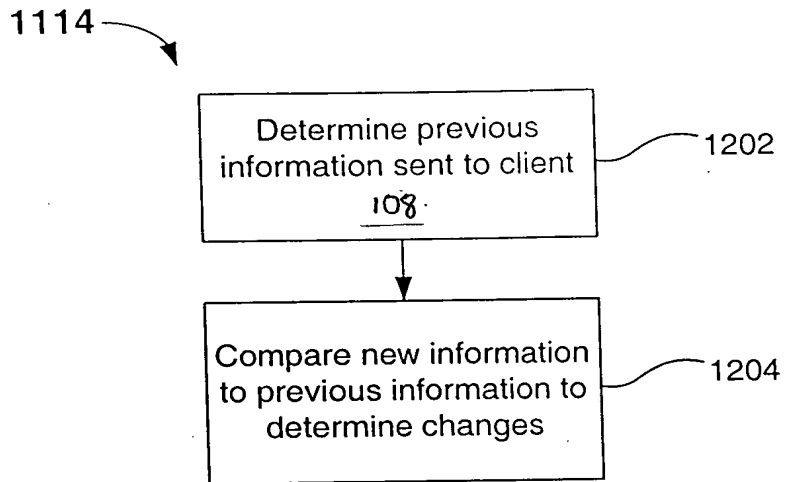 1114
Determine previous
information sent to client
108.
1202
Compare new information
to previous information to
determine changes
1204